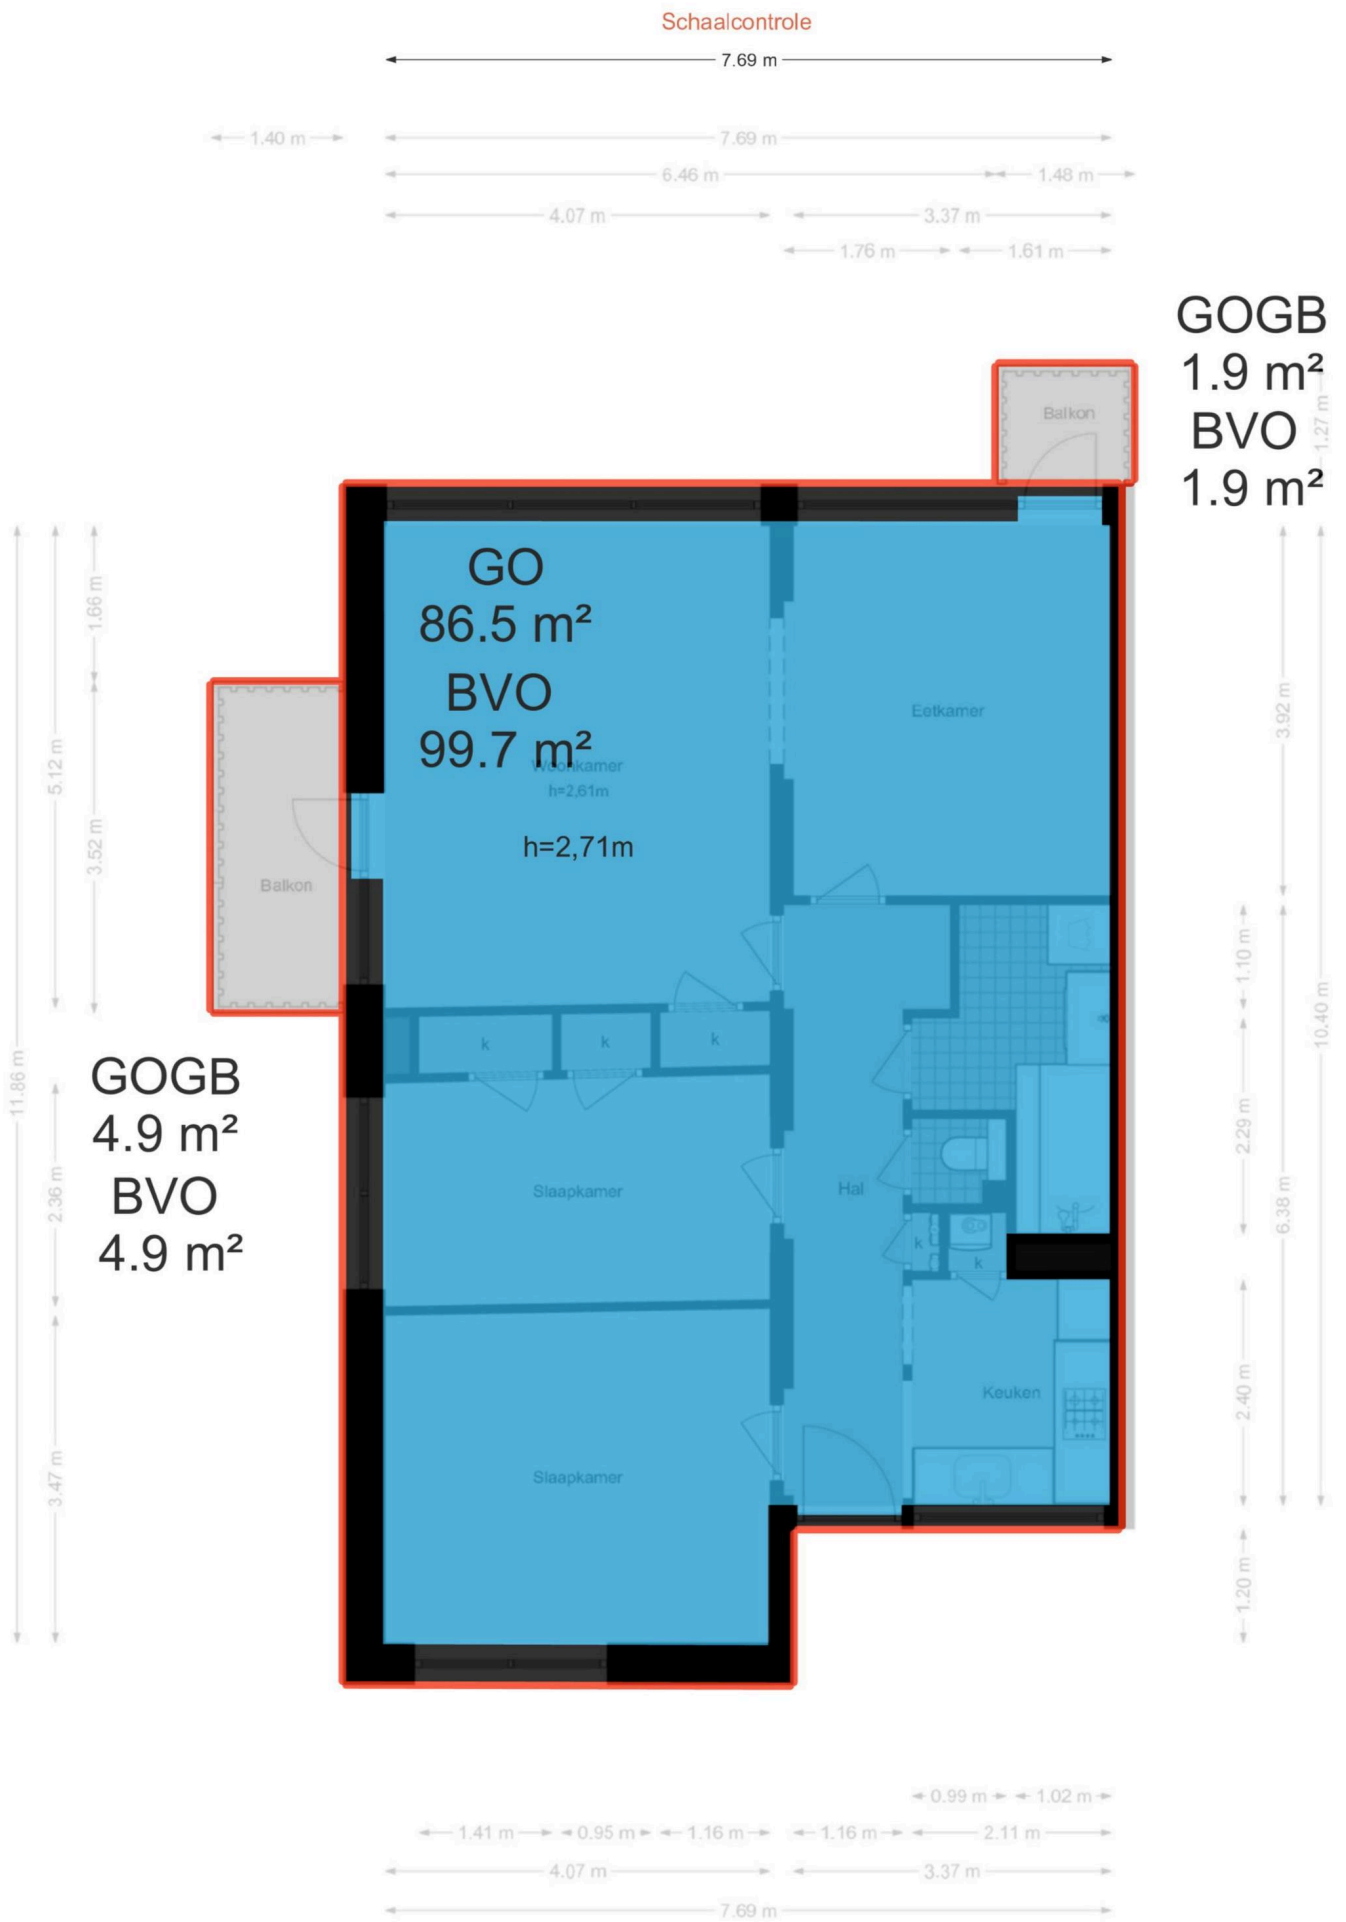 Schaalcontrole
7.69 m
1.40 m
7.69 m
6.46 m
1.48 m
4.07 m
3.37 m
1.76 m
1.61 m
GOGB
1.9 m²
BVO
1.9 m²
1.27 m
Balkon
GO
86.5 m²
BVO
99.7 m²
Woonkamer
h=2,61m
h=2,71m
Eetkamer
Balkon
1.66 m
5.12 m
3.52 m
11.86 m
2.36 m
3.47 m
3.92 m
1.10 m
10.40 m
2.29 m
6.38 m
2.40 m
1.20 m
GOGB
4.9 m²
BVO
4.9 m²
k
k
k
Slaapkamer
Hal
k
k
Keuken
Slaapkamer
0.99 m
1.02 m
1.41 m
0.95 m
1.16 m
1.16 m
2.11 m
4.07 m
3.37 m
7.69 m